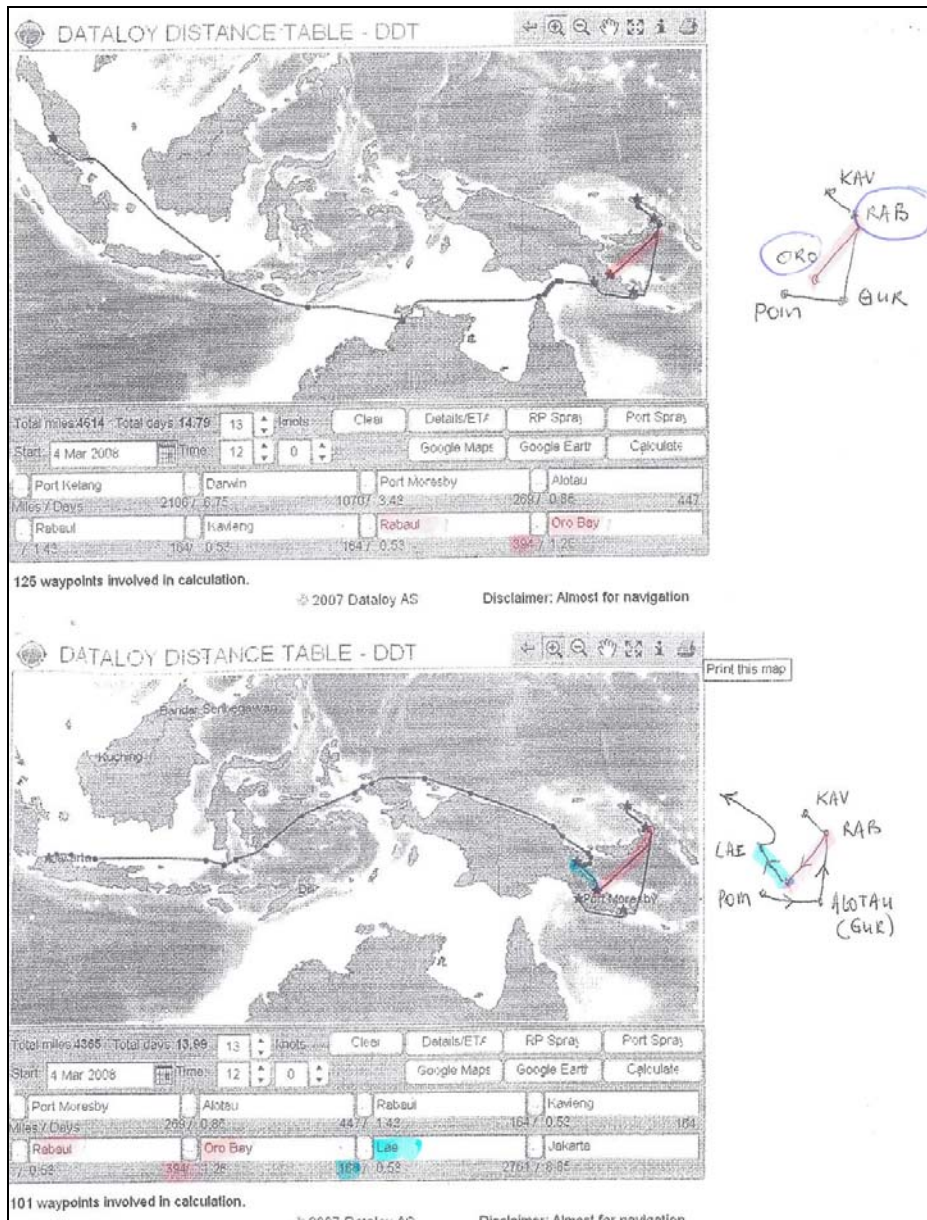 DATALOY DISTANCE TABLE - DDT
KAV
RAB
ORO
POM
GUR
Total miles:4614 Total days 14.79 13 knots Clear Details/ETA RP Spray Port Spray
Start: 4 Mar 2008 Time: 12 0 Google Maps Google Earth Calculate
Port Kelang Darwin Port Moresby Alotau
Miles / Days 2106/ 6.75 1070/ 3.43 269/ 0.86 447
Rabaul Kavieng Rabaul Oro Bay
/ 1.43 164/ 0.53 164/ 0.53 394/ 1.26
125 waypoints involved in calculation.
© 2007 Dataloy AS Disclaimer: Almost for navigation
DATALOY DISTANCE TABLE - DDT
Print this map
Bandar Seri Begawan
Kuching
Jakarta
Port Moresby
KAV
RAB
LAE
POM
ALOTAU
(GUR)
Total miles:4365 Total days 13.99 13 knots Clear Details/ETA RP Spray Port Spray
Start: 4 Mar 2008 Time: 12 0 Google Maps Google Earth Calculate
Port Moresby Alotau Rabaul Kavieng
Miles / Days 269/ 0.86 447/ 1.43 164/ 0.53 164
Rabaul Oro Bay Lae Jakarta
/ 0.53 394/ 1.26 0.53 2761/ 8.85
101 waypoints involved in calculation.
© 2007 Dataloy AS Disclaimer: Almost for navigation